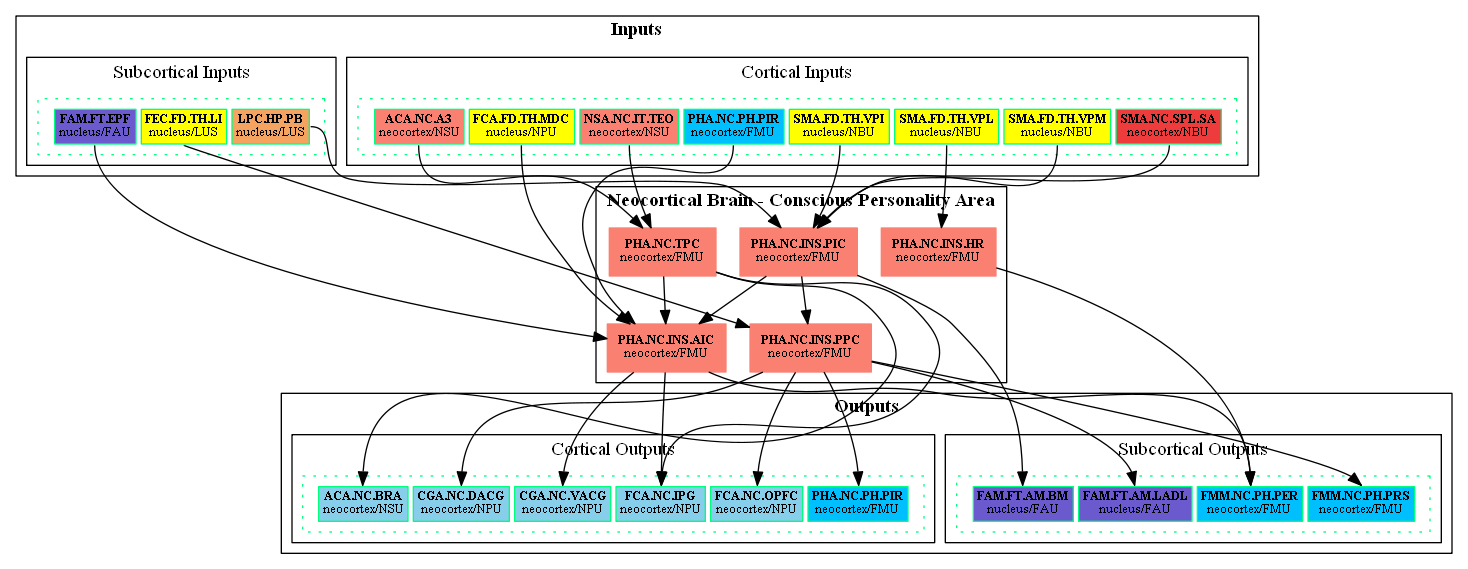 Inputs
Subcortical Inputs
Cortical Inputs
FAM.FT.EPF
nucleus/FAU
FEC.FD.TH.LI
nucleus/LUS
LPC.HP.PB
nucleus/LUS
ACA.NC.A3
neocortex/NSU
FCA.FD.TH.MDC
nucleus/NPU
NSA.NC.IT.TEO
neocortex/NSU
PHA.NC.PH.PIR
neocortex/FMU
SMA.FD.TH.VPI
nucleus/NBU
SMA.FD.TH.VPL
nucleus/NBU
SMA.FD.TH.VPM
nucleus/NBU
SMA.NC.SPL.SA
neocortex/NBU
Neocortical Brain - Conscious Personality Area
PHA.NC.TPC
neocortex/FMU
PHA.NC.INS.PIC
neocortex/FMU
PHA.NC.INS.HR
neocortex/FMU
PHA.NC.INS.AIC
neocortex/FMU
PHA.NC.INS.PPC
neocortex/FMU
Outputs
Cortical Outputs
Subcortical Outputs
ACA.NC.BRA
neocortex/NSU
CGA.NC.DACG
neocortex/NPU
CGA.NC.VACG
neocortex/NPU
FCA.NC.IPG
neocortex/NPU
FCA.NC.OPFC
neocortex/NPU
PHA.NC.PH.PIR
neocortex/FMU
FAM.FT.AM.BM
nucleus/FAU
FAM.FT.AM.LADL
nucleus/FAU
FMM.NC.PH.PER
neocortex/FMU
FMM.NC.PH.PRS
neocortex/FMU